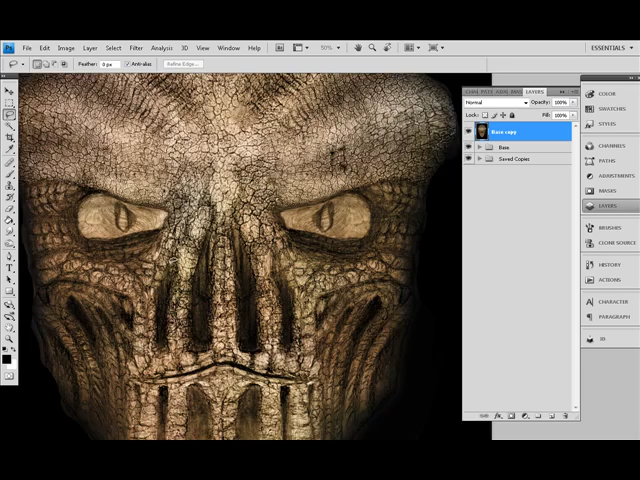 Ps File Edit Image Layer Select Filter Analysis 3D View Window Help 50% ESSENTIALS
Feather: 0 px Anti-alias Refine Edge...
LAYERS
Normal Opacity: 100%
Lock: Fill: 100%
Base copy
Base
Saved Copies
COLOR
SWATCHES
STYLES
CHANNELS
PATHS
ADJUSTMENTS
MASKS
LAYERS
BRUSHES
CLONE SOURCE
HISTORY
ACTIONS
CHARACTER
PARAGRAPH
3D